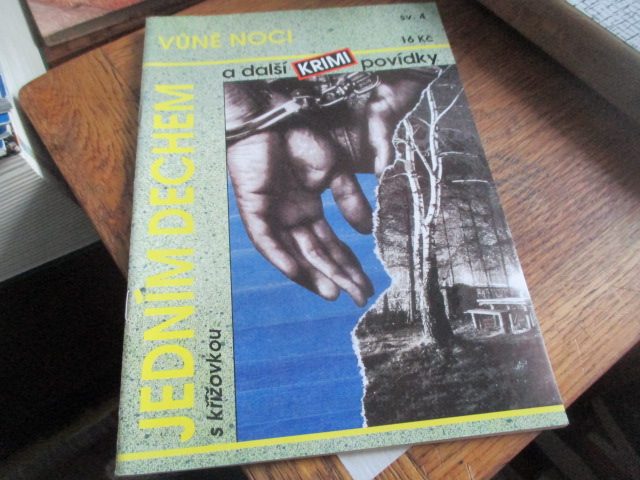 VŮNĚ NOCI
sv. 4
16 Kč
a další KRIMI povídky
JEDNÍM DECHEM
s křížovkou